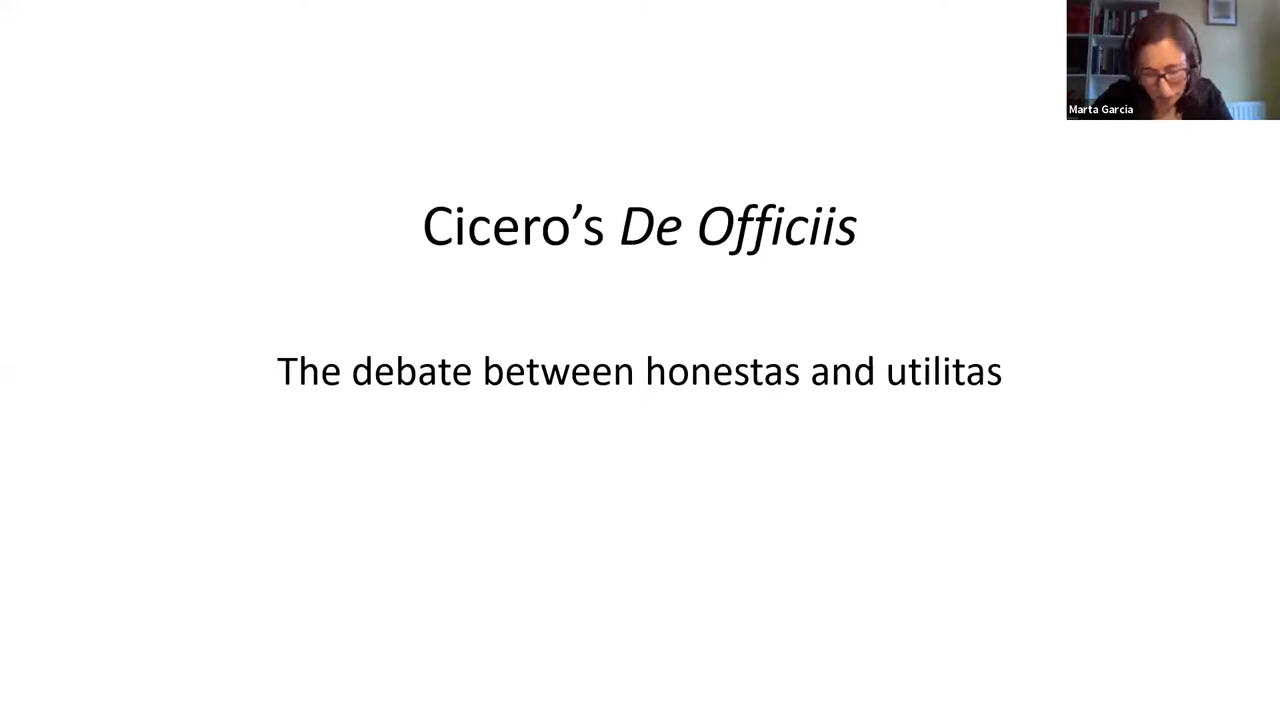 Marta Garcia
Cicero’s De Officiis
The debate between honestas and utilitas